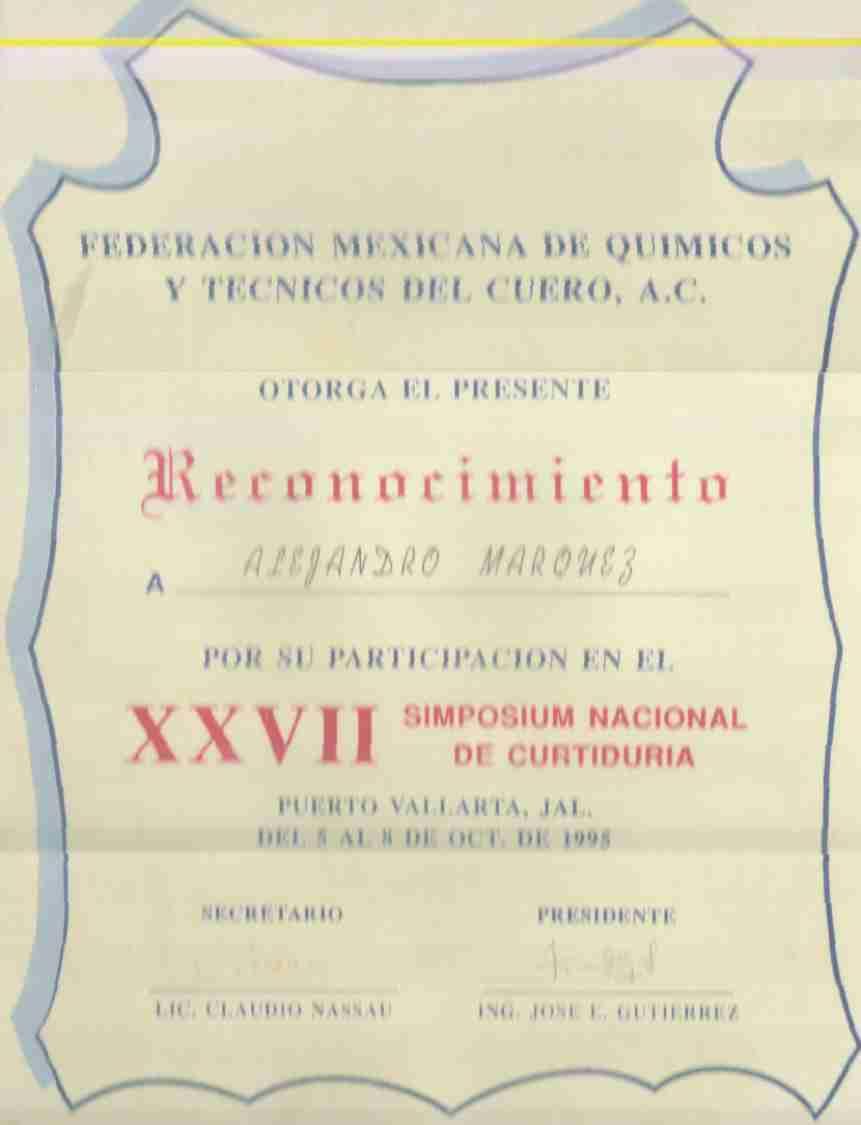 FEDERACION MEXICANA DE QUIMICOS
Y TECNICOS DEL CUERO, A.C.
OTORGA EL PRESENTE
Reconocimiento
A ALEJANDRO MARQUEZ
POR SU PARTICIPACION EN EL
XXVII SIMPOSIUM NACIONAL
DE CURTIDURIA
PUERTO VALLARTA, JAL.
DEL 5 AL 8 DE OCT. DE 1995
SECRETARIO PRESIDENTE
LIC. CLAUDIO NASSAU ING. JOSE E. GUTIERREZ